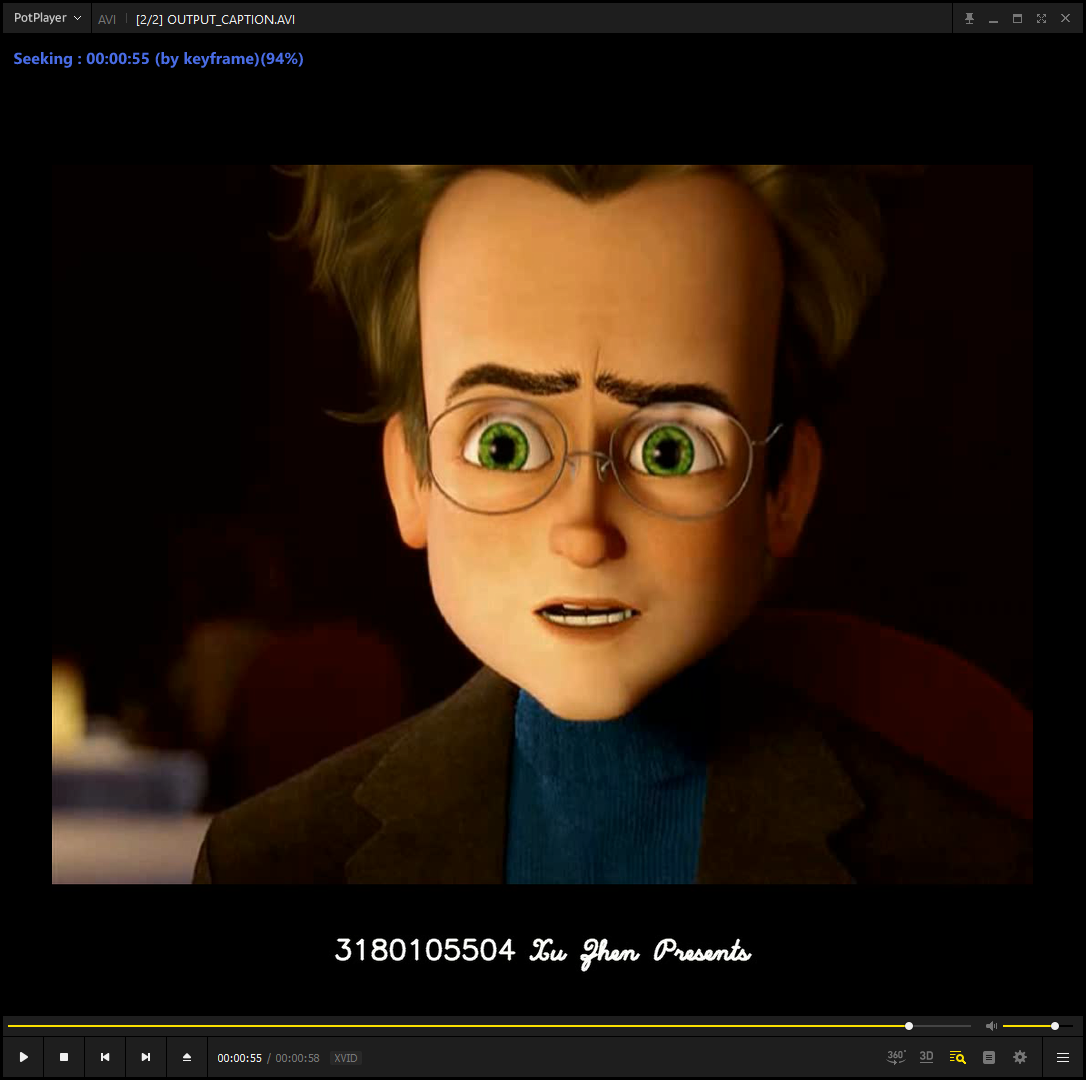 PotPlayer AVI [2/2] OUTPUT_CAPTION.AVI
Seeking : 00:00:55 (by keyframe)(94%)
3180105504 Xu Zhen Presents
00:00:55 / 00:00:58 XVID 360° 3D